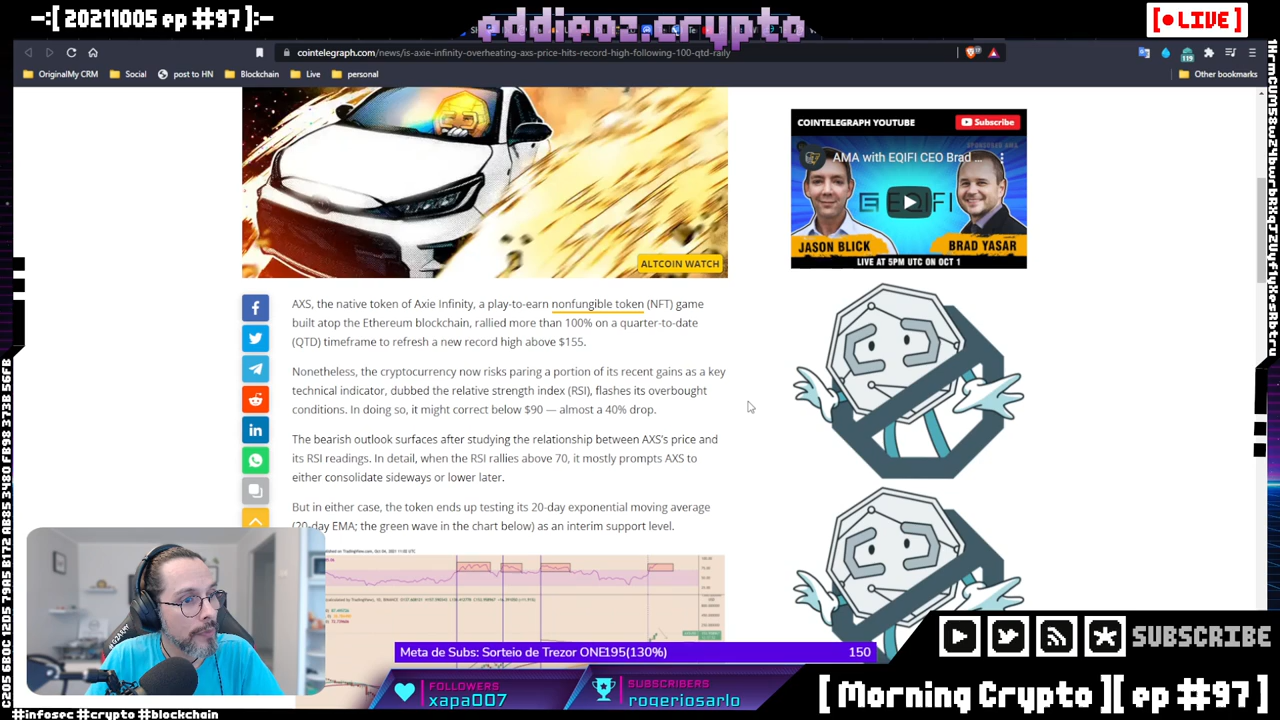 -:[ 20211005 ep #97]:-
eddieoz crypto
[● LIVE]
cointelegraph.com/news/is-axie-infinity-overheating-axs-price-hits-record-high-following-100-qtd-rally
119
OriginalMy CRM
Social
post to HN
Blockchain
Live
personal
Other bookmarks
ALTCOIN WATCH
COINTELEGRAPH YOUTUBE
Subscribe
SPONSORED AMA
AMA with EQIFI CEO Brad ...
EQIFI
JASON BLICK
BRAD YASAR
LIVE AT 5PM UTC ON OCT 1
AXS, the native token of Axie Infinity, a play-to-earn nonfungible token (NFT) game
built atop the Ethereum blockchain, rallied more than 100% on a quarter-to-date
(QTD) timeframe to refresh a new record high above $155.
Nonetheless, the cryptocurrency now risks paring a portion of its recent gains as a key
technical indicator, dubbed the relative strength index (RSI), flashes its overbought
conditions. In doing so, it might correct below $90 — almost a 40% drop.
The bearish outlook surfaces after studying the relationship between AXS's price and
its RSI readings. In detail, when the RSI rallies above 70, it mostly prompts AXS to
either consolidate sideways or lower later.
But in either case, the token ends up testing its 20-day exponential moving average
(20-day EMA; the green wave in the chart below) as an interim support level.
Meta de Subs: Sorteio de Trezor ONE195(130%)
150
FOLLOWERS
xapa007
SUBSCRIBERS
rogeriosarlo
SUBSCRIBE
[ Morning Crypto ][ ep #97 ]
#infosec #crypto #blockchain